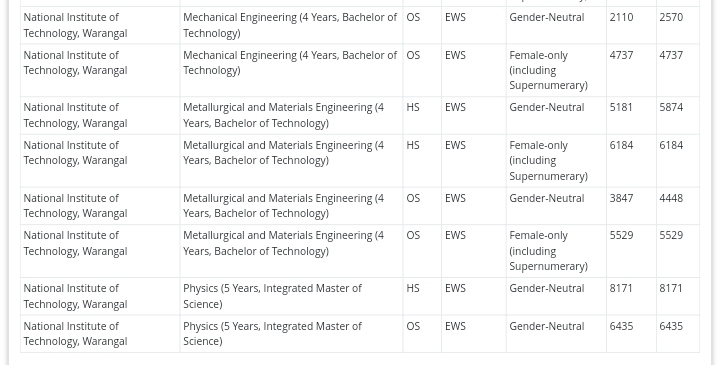 National Institute of Technology, Warangal Mechanical Engineering (4 Years, Bachelor of Technology) OS EWS Gender-Neutral 2110 2570
National Institute of Technology, Warangal Mechanical Engineering (4 Years, Bachelor of Technology) OS EWS Female-only (including Supernumerary) 4737 4737
National Institute of Technology, Warangal Metallurgical and Materials Engineering (4 Years, Bachelor of Technology) HS EWS Gender-Neutral 5181 5874
National Institute of Technology, Warangal Metallurgical and Materials Engineering (4 Years, Bachelor of Technology) HS EWS Female-only (including Supernumerary) 6184 6184
National Institute of Technology, Warangal Metallurgical and Materials Engineering (4 Years, Bachelor of Technology) OS EWS Gender-Neutral 3847 4448
National Institute of Technology, Warangal Metallurgical and Materials Engineering (4 Years, Bachelor of Technology) OS EWS Female-only (including Supernumerary) 5529 5529
National Institute of Technology, Warangal Physics (5 Years, Integrated Master of Science) HS EWS Gender-Neutral 8171 8171
National Institute of Technology, Warangal Physics (5 Years, Integrated Master of Science) OS EWS Gender-Neutral 6435 6435